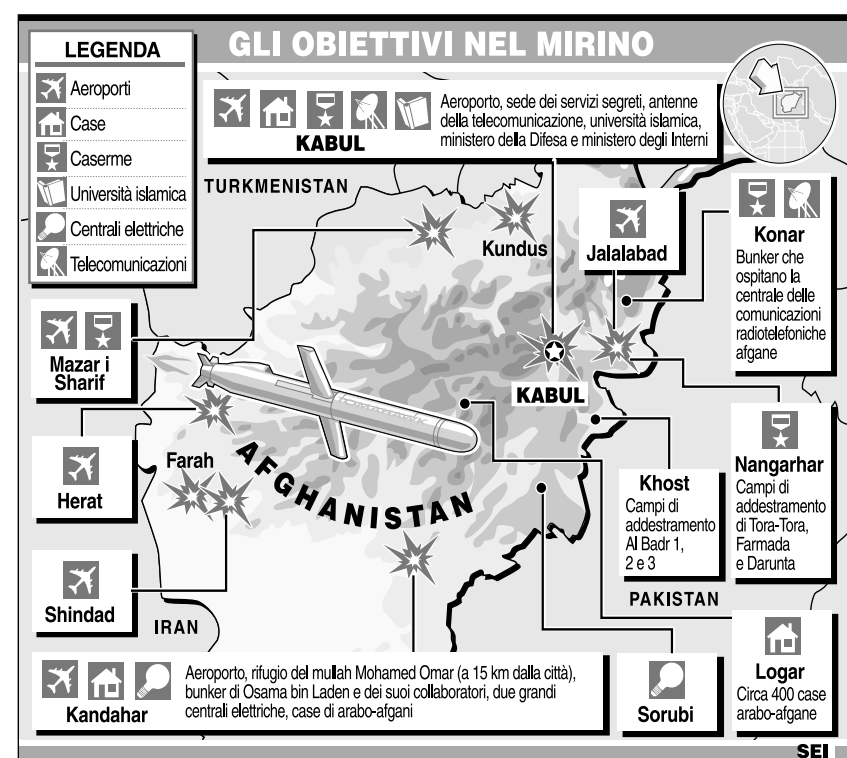 GLI OBIETTIVI NEL MIRINO
LEGENDA
Aeroporti
Case
Caserme
Università islamica
Centrali elettriche
Telecomunicazioni
KABUL
Aeroporto, sede dei servizi segreti, antenne
della telecomunicazione, università islamica,
ministero della Difesa e ministero degli Interni
TURKMENISTAN
Kundus
Jalalabad
Konar
Bunker che
ospitano la
centrale delle
comunicazioni
radiotelefoniche
afgane
Mazar i
Sharif
KABUL
Herat
Farah
AFGHANISTAN
Khost
Campi di
addestramento
Al Badr 1,
2 e 3
Nangarhar
Campi di
addestramento
di Tora-Tora,
Farmada
e Darunta
Shindad
IRAN
PAKISTAN
Kandahar
Aeroporto, rifugio del mullah Mohamed Omar (a 15 km dalla città),
bunker di Osama bin Laden e dei suoi collaboratori, due grandi
centrali elettriche, case di arabo-afgani
Sorubi
Logar
Circa 400 case
arabo-afgane
SEI